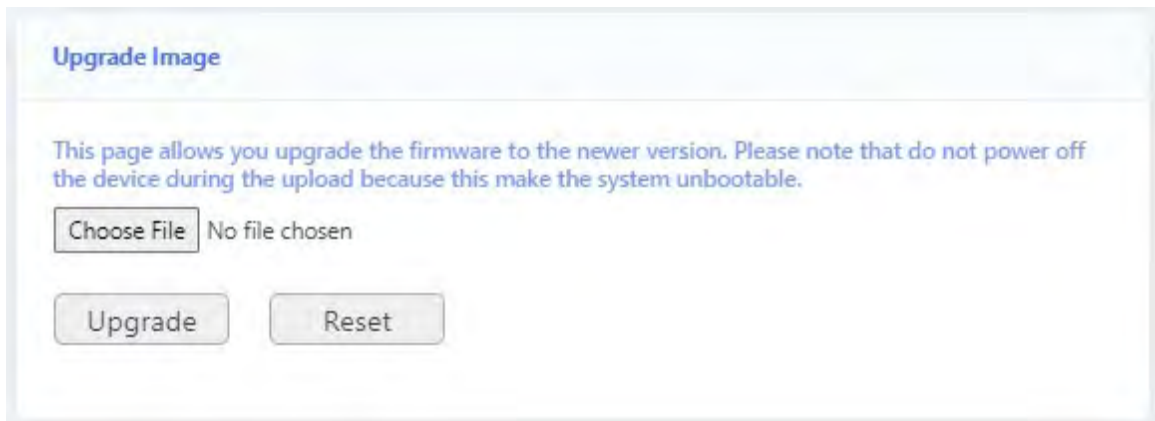 Upgrade Image
This page allows you upgrade the firmware to the newer version. Please note that do not power off
the device during the upload because this make the system unbootable.
Choose File No file chosen
Upgrade Reset